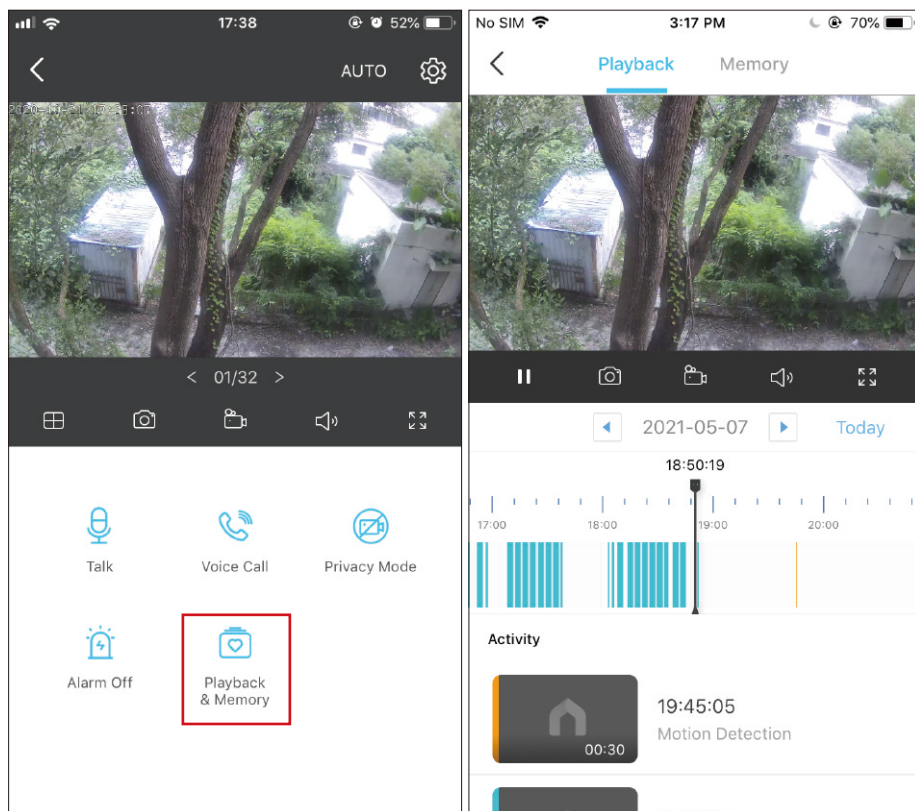 17:38
52%
AUTO
01/32
Talk
Voice Call
Privacy Mode
Alarm Off
Playback
& Memory
No SIM
3:17 PM
70%
Playback
Memory
2021-05-07
Today
18:50:19
17:00
18:00
19:00
20:00
Activity
00:30
19:45:05
Motion Detection